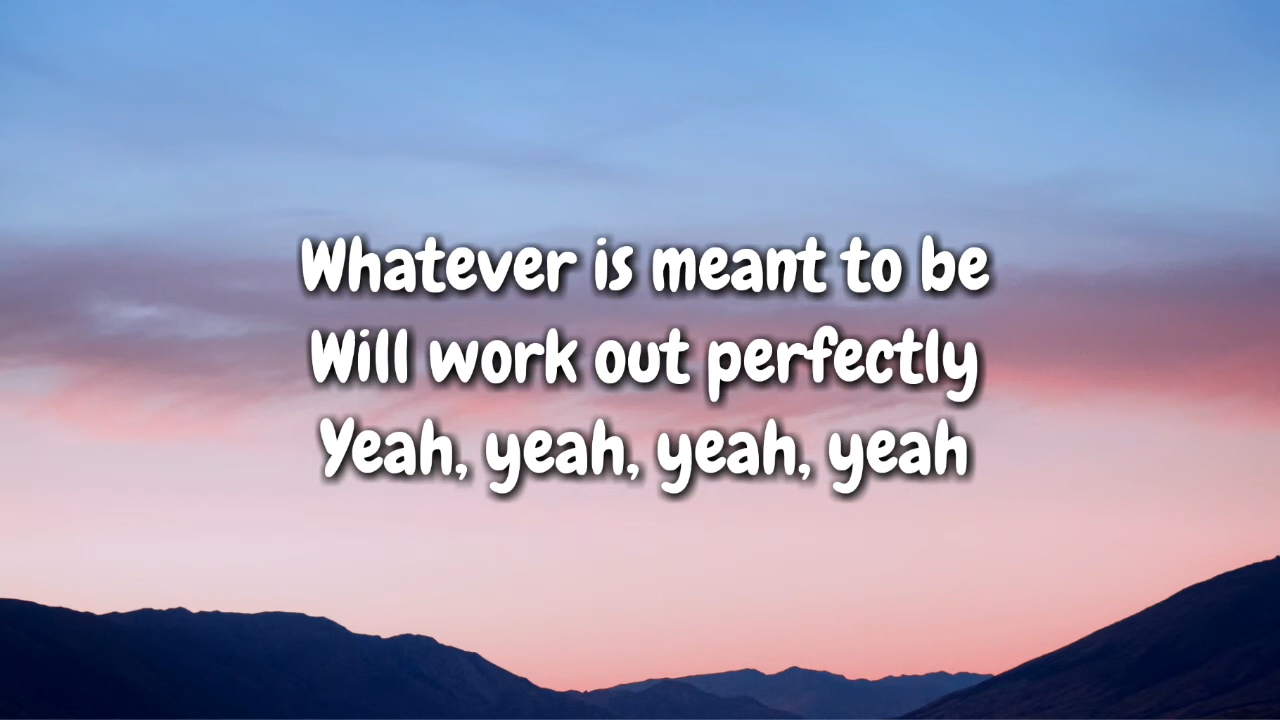 Whatever is meant to be
Will work out perfectly
Yeah, yeah, yeah, yeah